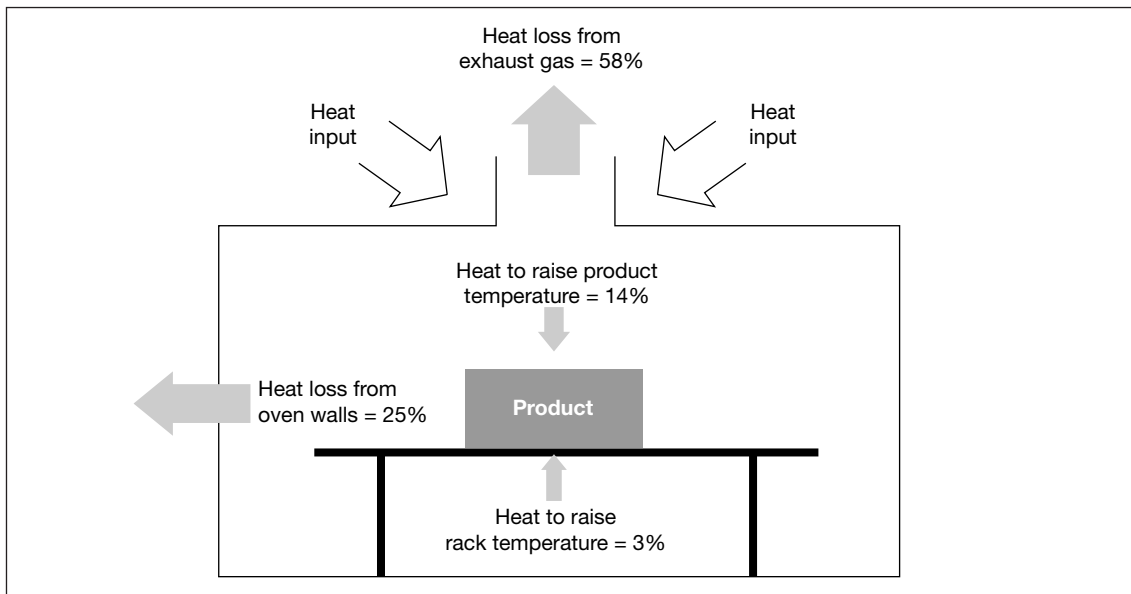 Heat loss from
exhaust gas = 58%
Heat
input
Heat
input
Heat to raise product
temperature = 14%
Heat loss from
oven walls = 25%
Product
Heat to raise
rack temperature = 3%